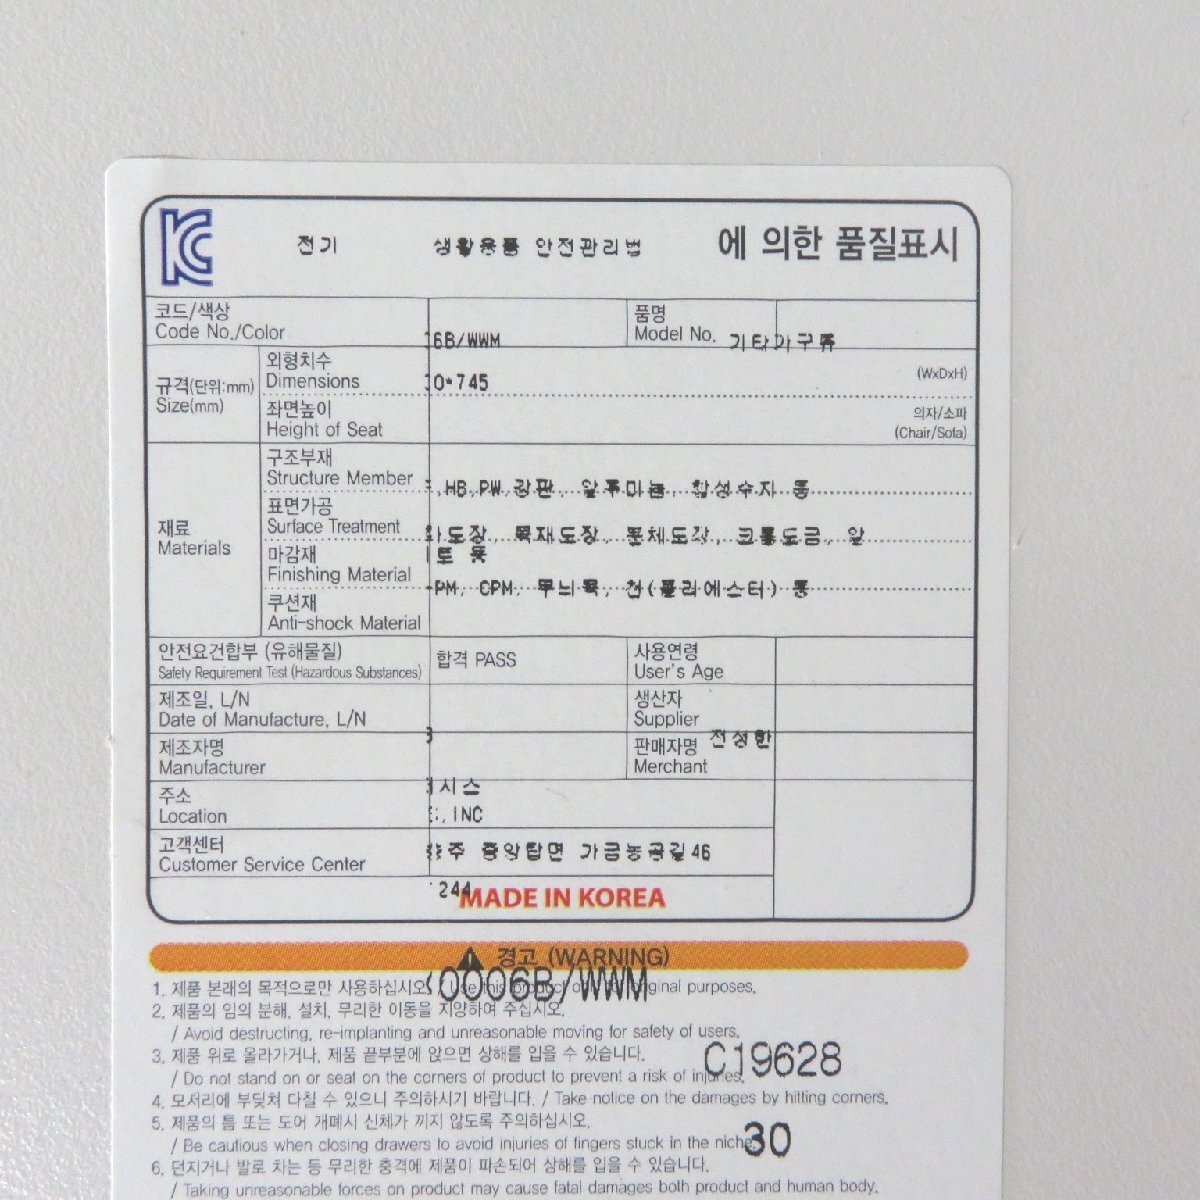 KC 전기 생활용품 안전관리법 에 의한 품질표시
코드/색상
Code No./Color
6B/WWM
품명
Model No.
기타가구류
규격(단위:mm)
Size(mm)
외형치수
Dimensions
0*745
(WxDxH)
좌면높이
Height of Seat
의자/소파
(Chair/Sofa)
재료
Materials
구조부재
Structure Member
,HB,PW,강판, 알루미늄, 합성수지 등
표면가공
Surface Treatment
도장, 목재도장, 분체도장, 크롬도금, 알
마감재
Finishing Material
PM, CPM, 무늬목, 천(폴리에스터) 등
쿠션재
Anti-shock Material
안전요건합부 (유해물질)
Safety Requirement Test (Hazardous Substances)
합격 PASS
사용연령
User's Age
제조일, L/N
Date of Manufacture, L/N
생산자
Supplier
제조자명
Manufacturer
판매자명
Merchant
전성한
주소
Location
시스
, INC
고객센터
Customer Service Center
주 중앙탑면 가금농공길46
244
MADE IN KOREA
경고 (WARNING)
1. 제품 본래의 목적으로만 사용하십시오. / Use this product only for original purposes.
0006B/WWM
2. 제품의 임의 분해, 설치, 무리한 이동을 지양하여 주십시오.
/ Avoid destructing, re-implanting and unreasonable moving for safety of users.
3. 제품 위로 올라가거나, 제품 끝부분에 앉으면 상해를 입을 수 있습니다.
C19628
/ Do not stand on or seat on the corners of product to prevent a risk of injuries.
4. 모서리에 부딪쳐 다칠 수 있으니 주의하시기 바랍니다. / Take notice on the damages by hitting corners.
5. 제품의 틈 또는 도어 개폐시 신체가 끼지 않도록 주의하십시오.
/ Be cautious when closing drawers to avoid injuries of fingers stuck in the niche.
30
6. 던지거나 발로 차는 등 무리한 충격에 제품이 파손되어 상해를 입을 수 있습니다.
/ Taking unreasonable forces on product may cause fatal damages both product and human body.